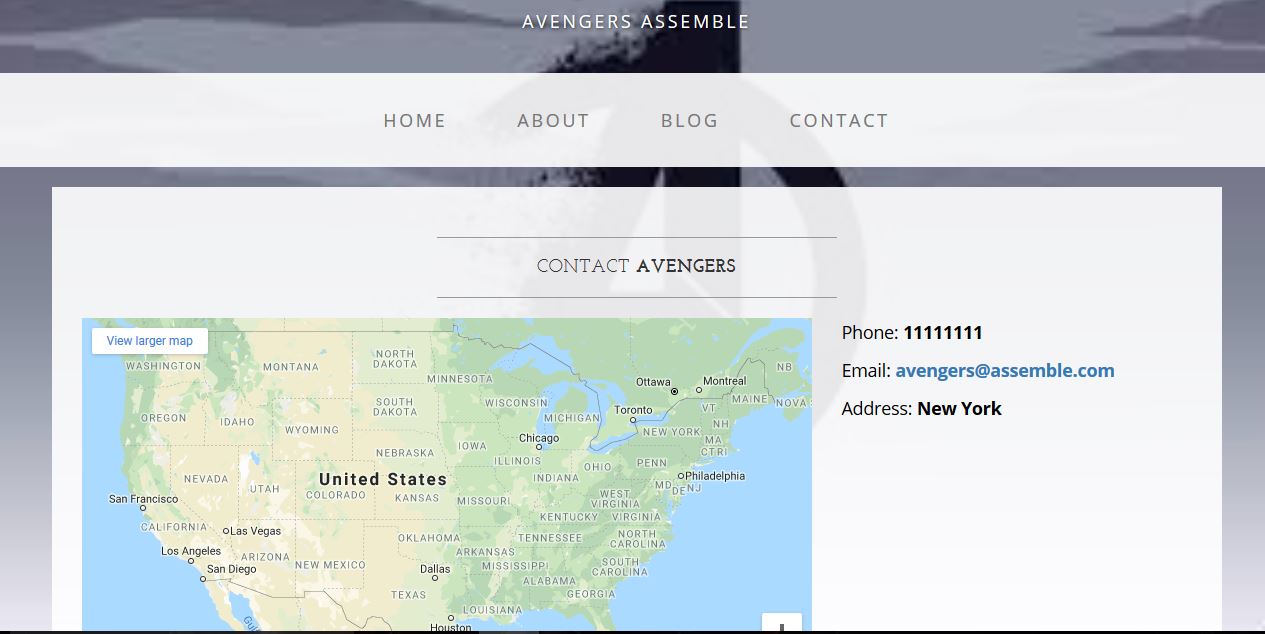 AVENGERS ASSEMBLE
HOME ABOUT BLOG CONTACT
CONTACT AVENGERS
View larger map
Phone: 11111111
Email: avengers@assemble.com
Address: New York
WASHINGTON
MONTANA
NORTH
DAKOTA
MINNESOTA
Ottawa
Montreal
NB
OREGON
IDAHO
WYOMING
SOUTH
DAKOTA
WISCONSIN
MICHIGAN
Toronto
VT
MAINE
NOVA
NH
NEW YORK
MA
CT RI
Chicago
IOWA
NEBRASKA
ILLINOIS
INDIANA
OHIO
PENN
Philadelphia
MD
DE NJ
NEVADA
UTAH
United States
COLORADO
KANSAS
MISSOURI
WEST
VIRGINIA
KENTUCKY
VIRGINIA
San Francisco
CALIFORNIA
Las Vegas
Los Angeles
San Diego
ARIZONA
NEW MEXICO
OKLAHOMA
ARKANSAS
TENNESSEE
NORTH
CAROLINA
SOUTH
CAROLINA
MISSISSIPPI
ALABAMA
GEORGIA
Dallas
TEXAS
LOUISIANA
Houston
Gul